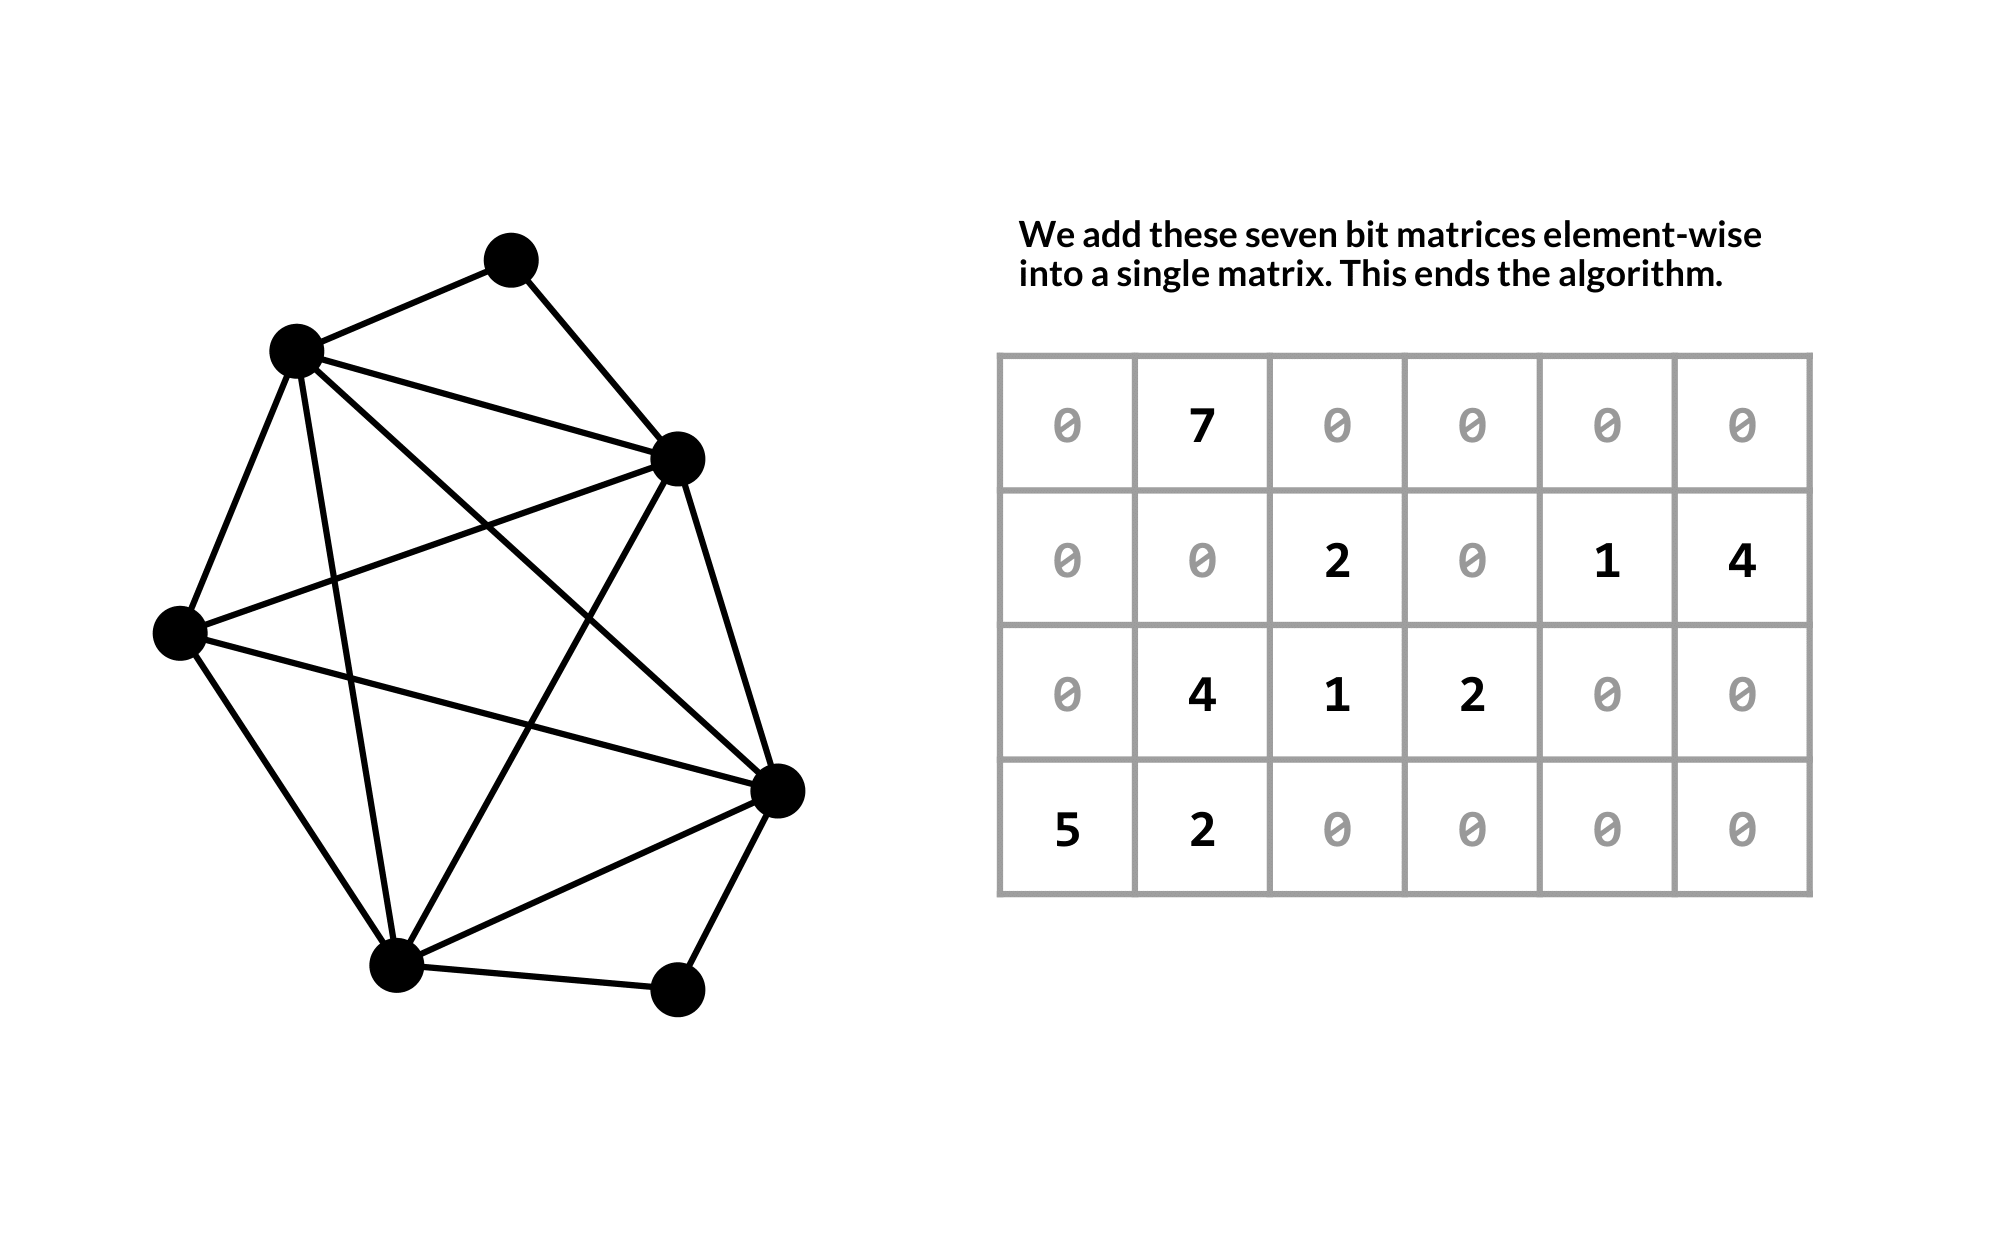 We add these seven bit matrices element-wise
into a single matrix. This ends the algorithm.
0 7 0 0 0 0
0 0 2 0 1 4
0 4 1 2 0 0
5 2 0 0 0 0